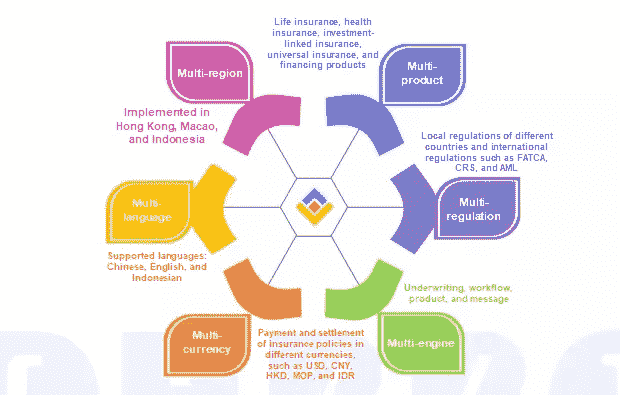 Life insurance, health
insurance, investment-
linked insurance,
universal insurance, and
financing products
Multi-region
Multi-
product
Implemented in
Hong Kong, Macao,
and Indonesia
Local regulations of different
countries and international
regulations such as FATCA,
CRS, and AML
Multi-
language
Multi-
regulation
Supported languages:
Chinese, English, and
Indonesian
Underwriting, workflow,
product, and message
Multi-
currency
Payment and settlement
of insurance policies in
different currencies,
such as USD, CNY,
HKD, MOP, and IDR
Multi-engine